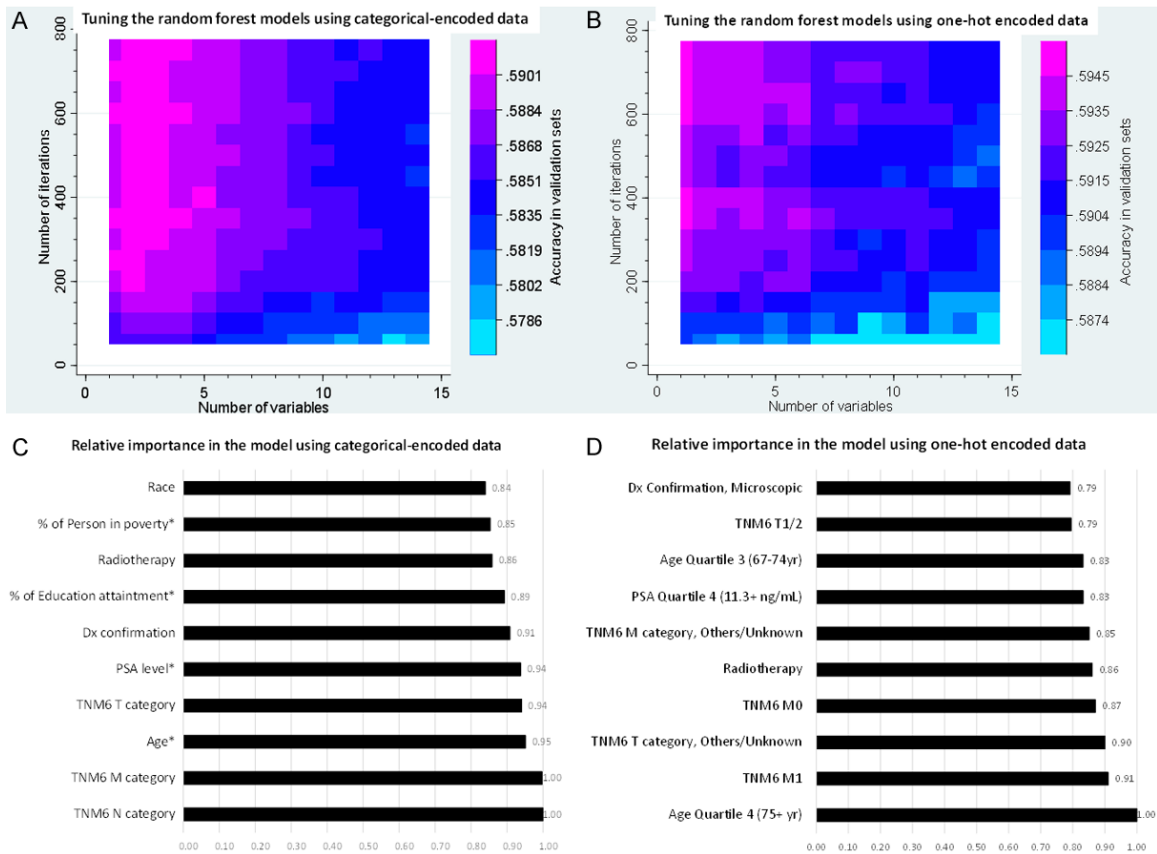 A
Tuning the random forest models using categorical-encoded data
800
600
400
200
0
Number of iterations
0
5
10
15
Number of variables
.5901
.5884
.5868
.5851
.5835
.5819
.5802
.5786
Accuracy in validation sets
B
Tuning the random forest models using one-hot encoded data
800
600
400
200
0
Number of iterations
0
5
10
15
Number of variables
.5945
.5935
.5925
.5915
.5904
.5894
.5884
.5874
Accuracy in validation sets
C
Relative importance in the model using categorical-encoded data
Race 0.84
% of Person in poverty* 0.85
Radiotherapy 0.86
% of Education attaintment* 0.89
Dx confirmation 0.91
PSA level* 0.94
TNM6 T category 0.94
Age* 0.95
TNM6 M category 1.00
TNM6 N category 1.00
0.00 0.10 0.20 0.30 0.40 0.50 0.60 0.70 0.80 0.90 1.00
D
Relative importance in the model using one-hot encoded data
Dx Confirmation, Microscopic 0.79
TNM6 T1/2 0.79
Age Quartile 3 (67-74yr) 0.83
PSA Quartile 4 (11.3+ ng/mL) 0.83
TNM6 M category, Others/Unknown 0.85
Radiotherapy 0.86
TNM6 M0 0.87
TNM6 T category, Others/Unknown 0.90
TNM6 M1 0.91
Age Quartile 4 (75+ yr) 1.00
0.00 0.10 0.20 0.30 0.40 0.50 0.60 0.70 0.80 0.90 1.00